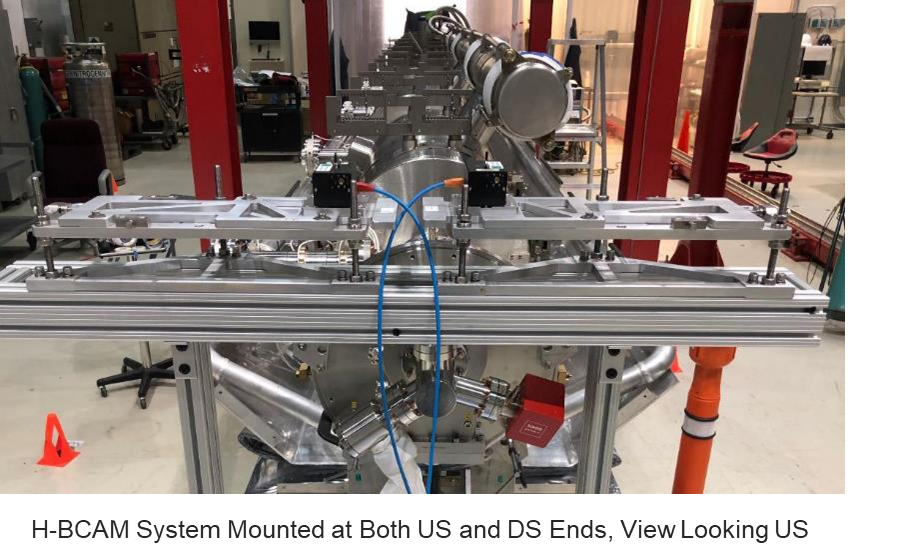 H-BCAM System Mounted at Both US and DS Ends, View Looking US